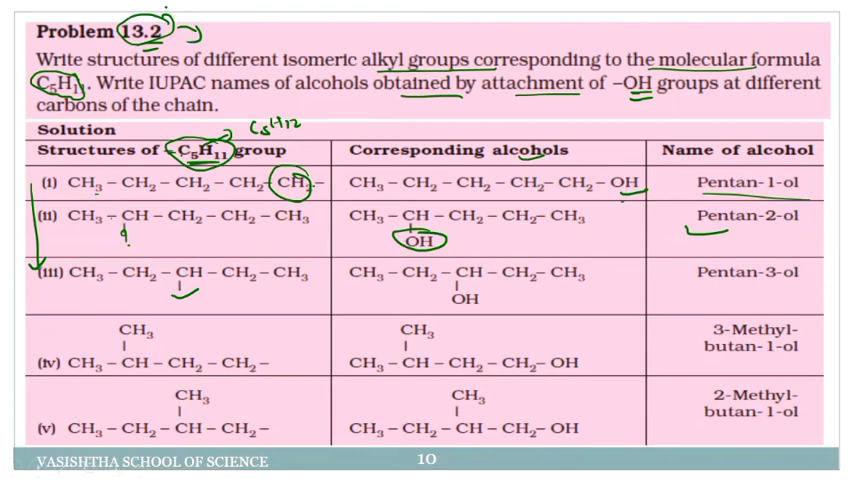 Problem 13.2
Write structures of different isomeric alkyl groups corresponding to the molecular formula
C₅H₁₁. Write IUPAC names of alcohols obtained by attachment of –OH groups at different
carbons of the chain.
C5H12
Solution
Structures of – C₅H₁₁ group Corresponding alcohols Name of alcohol
(i) CH₃ – CH₂ – CH₂ – CH₂– CH₂– CH₃ – CH₂ – CH₂ – CH₂– CH₂ – OH Pentan-1-ol
(ii) CH₃ – CH – CH₂ – CH₂ – CH₃ CH₃ – CH – CH₂ – CH₂ – CH₃ Pentan-2-ol
OH
(iii) CH₃ – CH₂ – CH – CH₂ – CH₃ CH₃ – CH₂ – CH – CH₂– CH₃ Pentan-3-ol
OH
CH₃ CH₃ 3-Methyl-
butan-1-ol
(iv) CH₃ – CH – CH₂ – CH₂ – CH₃ – CH – CH₂ – CH₂– OH
CH₃ CH₃ 2-Methyl-
butan-1-ol
(v) CH₃ – CH₂ – CH – CH₂ – CH₃ – CH₂ – CH – CH₂– OH
VASISHTHA SCHOOL OF SCIENCE 10